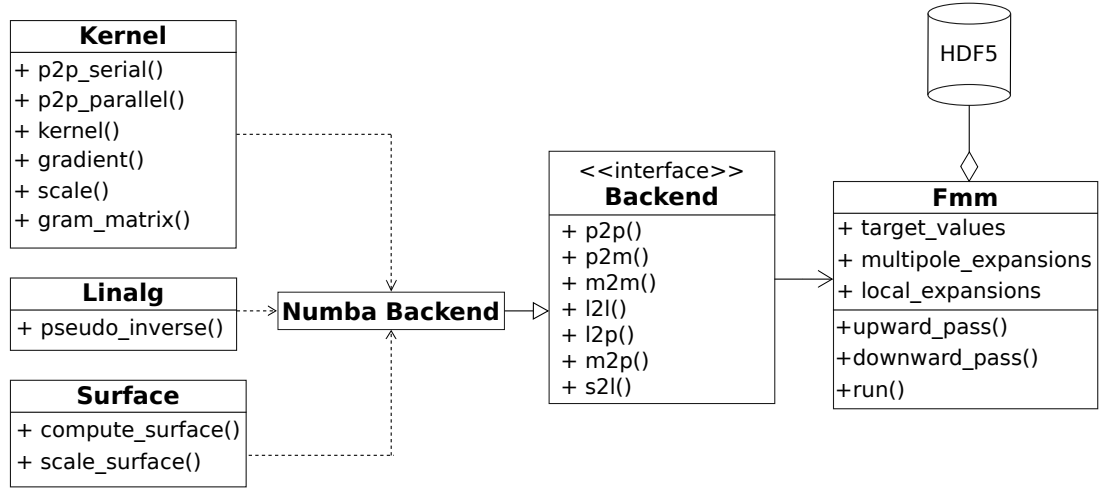 Kernel
+ p2p_serial()
+ p2p_parallel()
+ kernel()
+ gradient()
+ scale()
+ gram_matrix()
Linalg
+ pseudo_inverse()
Surface
+ compute_surface()
+ scale_surface()
Numba Backend
<<interface>>
Backend
+ p2p()
+ p2m()
+ m2m()
+ l2l()
+ l2p()
+ m2p()
+ s2l()
HDF5
Fmm
+ target_values
+ multipole_expansions
+ local_expansions
+upward_pass()
+downward_pass()
+run()